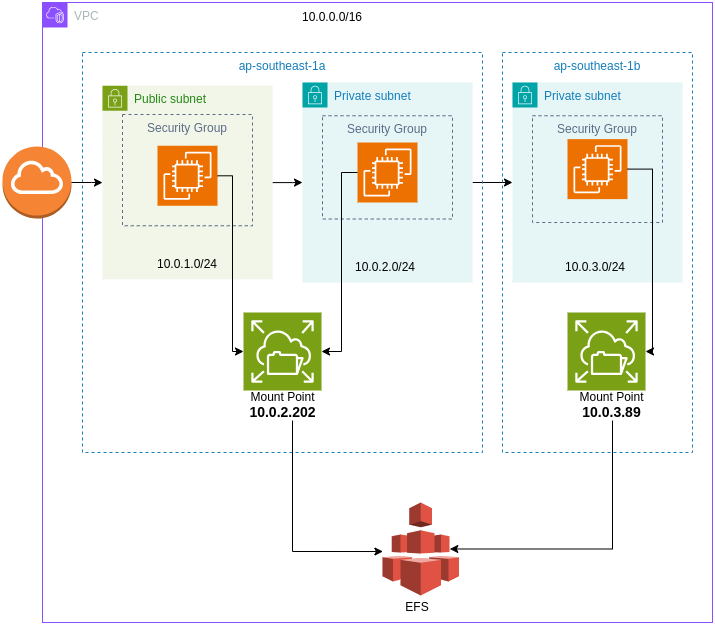 VPC
10.0.0.0/16
ap-southeast-1a
ap-southeast-1b
Public subnet
Private subnet
Private subnet
Security Group
Security Group
Security Group
10.0.1.0/24
10.0.2.0/24
10.0.3.0/24
Mount Point
10.0.2.202
Mount Point
10.0.3.89
EFS